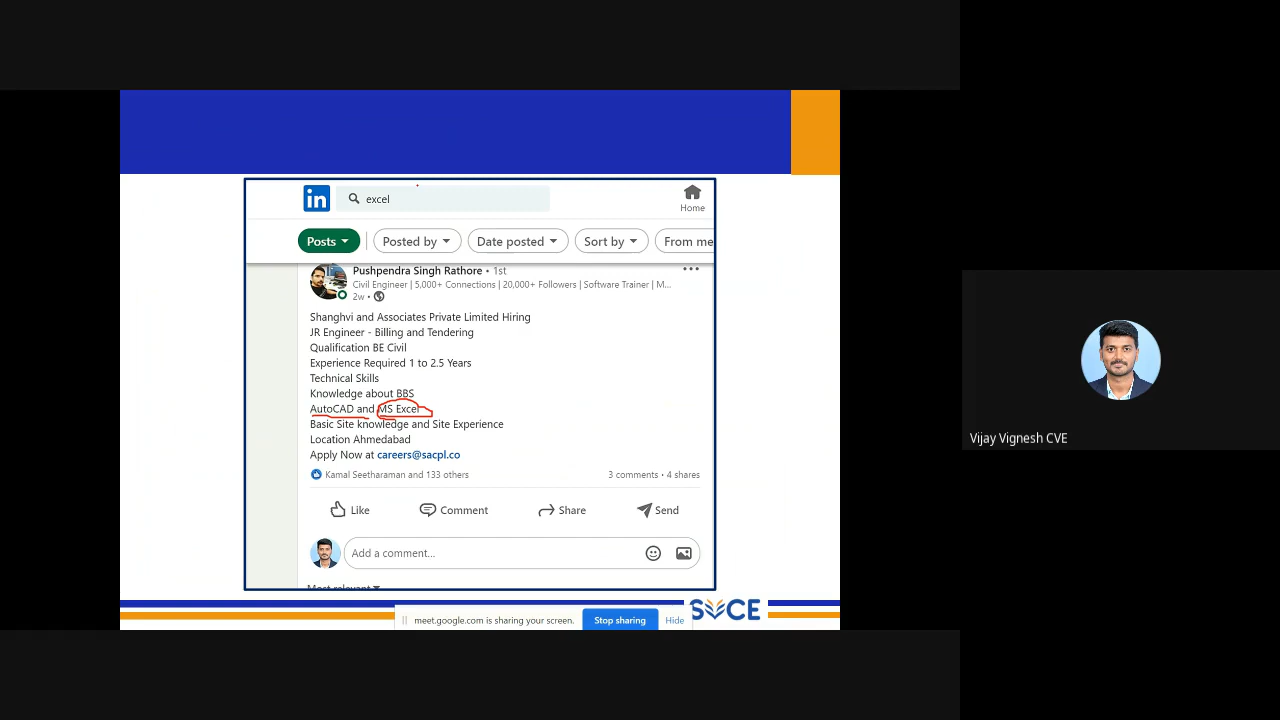 in
excel
Home
Posts
Posted by
Date posted
Sort by
From me
Pushpendra Singh Rathore • 1st
Civil Engineer | 5,000+ Connections | 20,000+ Followers | Software Trainer | M...
2w •
Shanghvi and Associates Private Limited Hiring
JR Engineer - Billing and Tendering
Qualification BE Civil
Experience Required 1 to 2.5 Years
Technical Skills
Knowledge about BBS
AutoCAD and MS Excel
Basic Site knowledge and Site Experience
Location Ahmedabad
Apply Now at careers@sacpl.co
Kamal Seetharaman and 133 others
3 comments • 4 shares
Like
Comment
Share
Send
Add a comment...
Most relevant
meet.google.com is sharing your screen.
Stop sharing
Hide
SVCE
Vijay Vignesh CVE